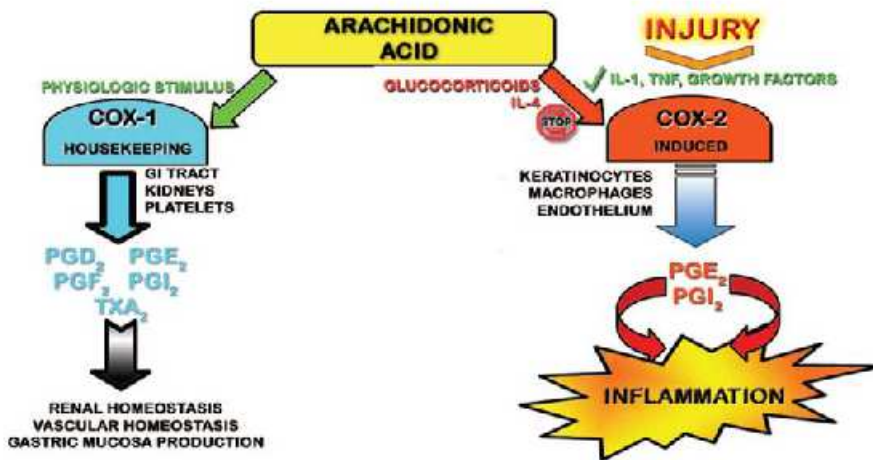 ARACHIDONIC
ACID
INJURY
PHYSIOLOGIC STIMULUS
GLUCOCORTICOIDS
IL-4
IL-1, TNF, GROWTH FACTORS
STOP
COX-1
HOUSEKEEPING
COX-2
INDUCED
GI TRACT
KIDNEYS
PLATELETS
KERATINOCYTES
MACROPHAGES
ENDOTHELIUM
PGD₂ PGE₂
PGF₂ PGI₂
TXA₂
PGE₂
PGI₂
RENAL HOMEOSTASIS
VASCULAR HOMEOSTASIS
GASTRIC MUCOSA PRODUCTION
INFLAMMATION